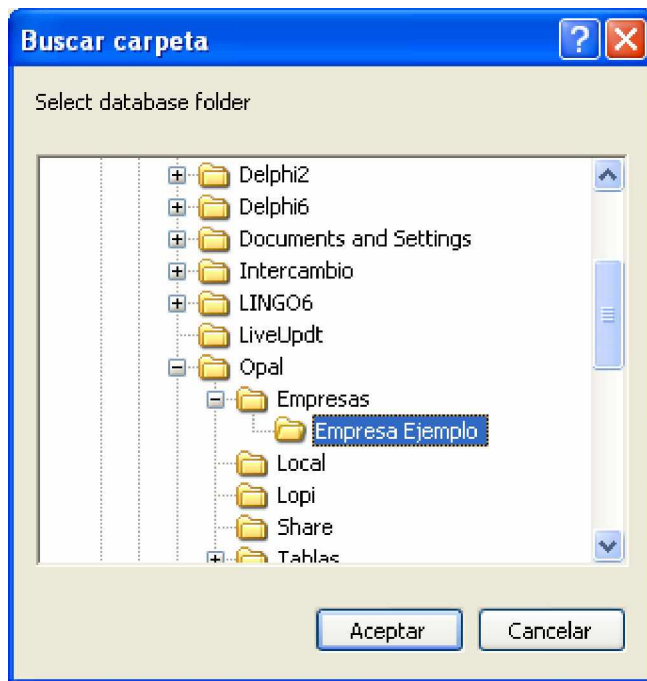 Buscar carpeta
Select database folder
Delphi2
Delphi6
Documents and Settings
Intercambio
LINGO6
LiveUpdt
Opal
Empresas
Empresa Ejemplo
Local
Lopi
Share
Tablas
Aceptar Cancelar